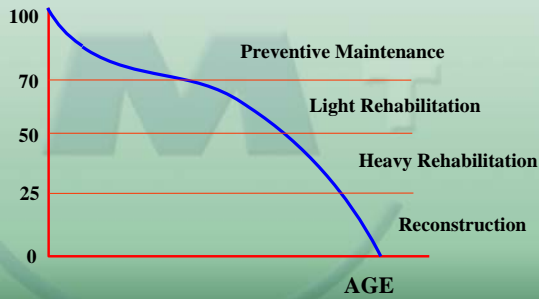 100
Preventive Maintenance
70
Light Rehabilitation
50
Heavy Rehabilitation
25
Reconstruction
0
AGE
M T